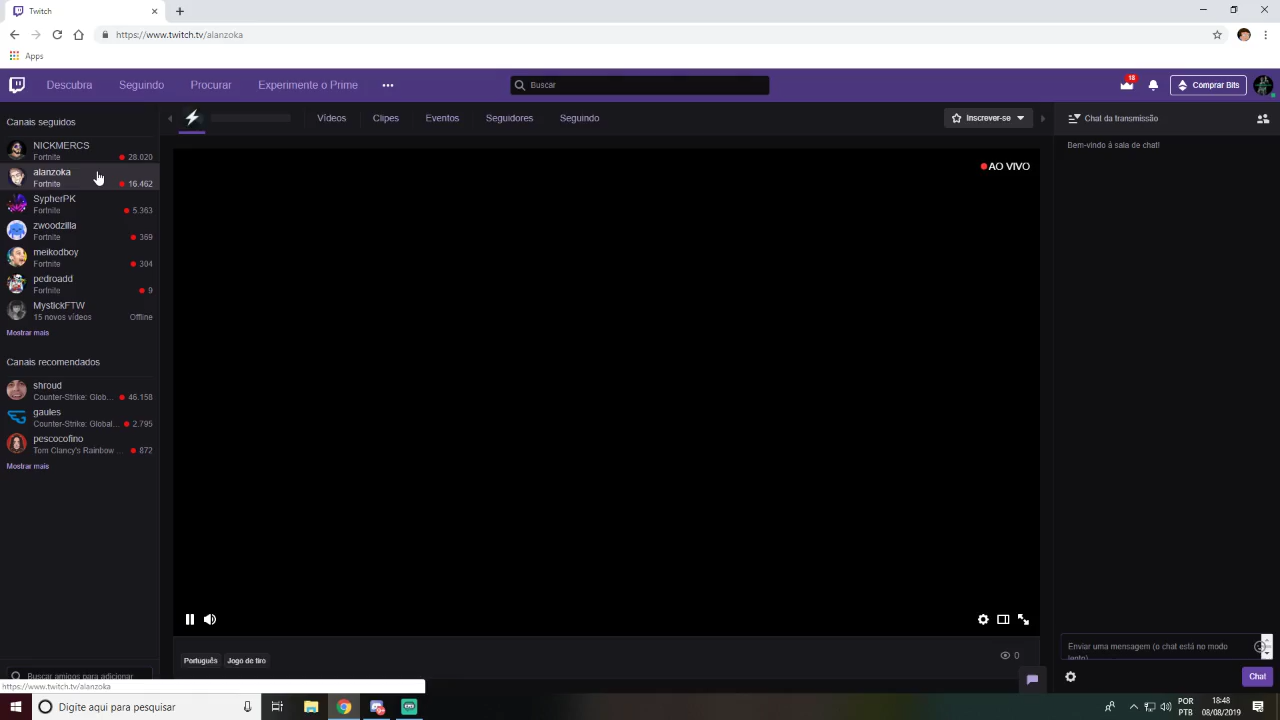 Twitch
https://www.twitch.tv/alanzoka
Apps
Descubra
Seguindo
Procurar
Experimente o Prime
Buscar
18
Comprar Bits
Canais seguidos
NICKMERCS
Fortnite
28.020
alanzoka
Fortnite
16.462
SypherPK
Fortnite
5.363
zwoodzilla
Fortnite
369
meikodboy
Fortnite
304
pedroadd
Fortnite
9
MystickFTW
15 novos vídeos
Offline
Mostrar mais
Canais recomendados
shroud
Counter-Strike: Glob...
46.158
gaules
Counter-Strike: Global...
2.795
pescocofino
Tom Clancy's Rainbow ...
872
Mostrar mais
Buscar amigos para adicionar
https://www.twitch.tv/alanzoka
Vídeos
Clipes
Eventos
Seguidores
Seguindo
Inscrever-se
AO VIVO
Português
Jogo de tiro
0
Chat da transmissão
Bem-vindo à sala de chat!
Enviar uma mensagem (o chat está no modo
lento)
Chat
Digite aqui para pesquisar
POR
PTB
18:48
08/08/2019